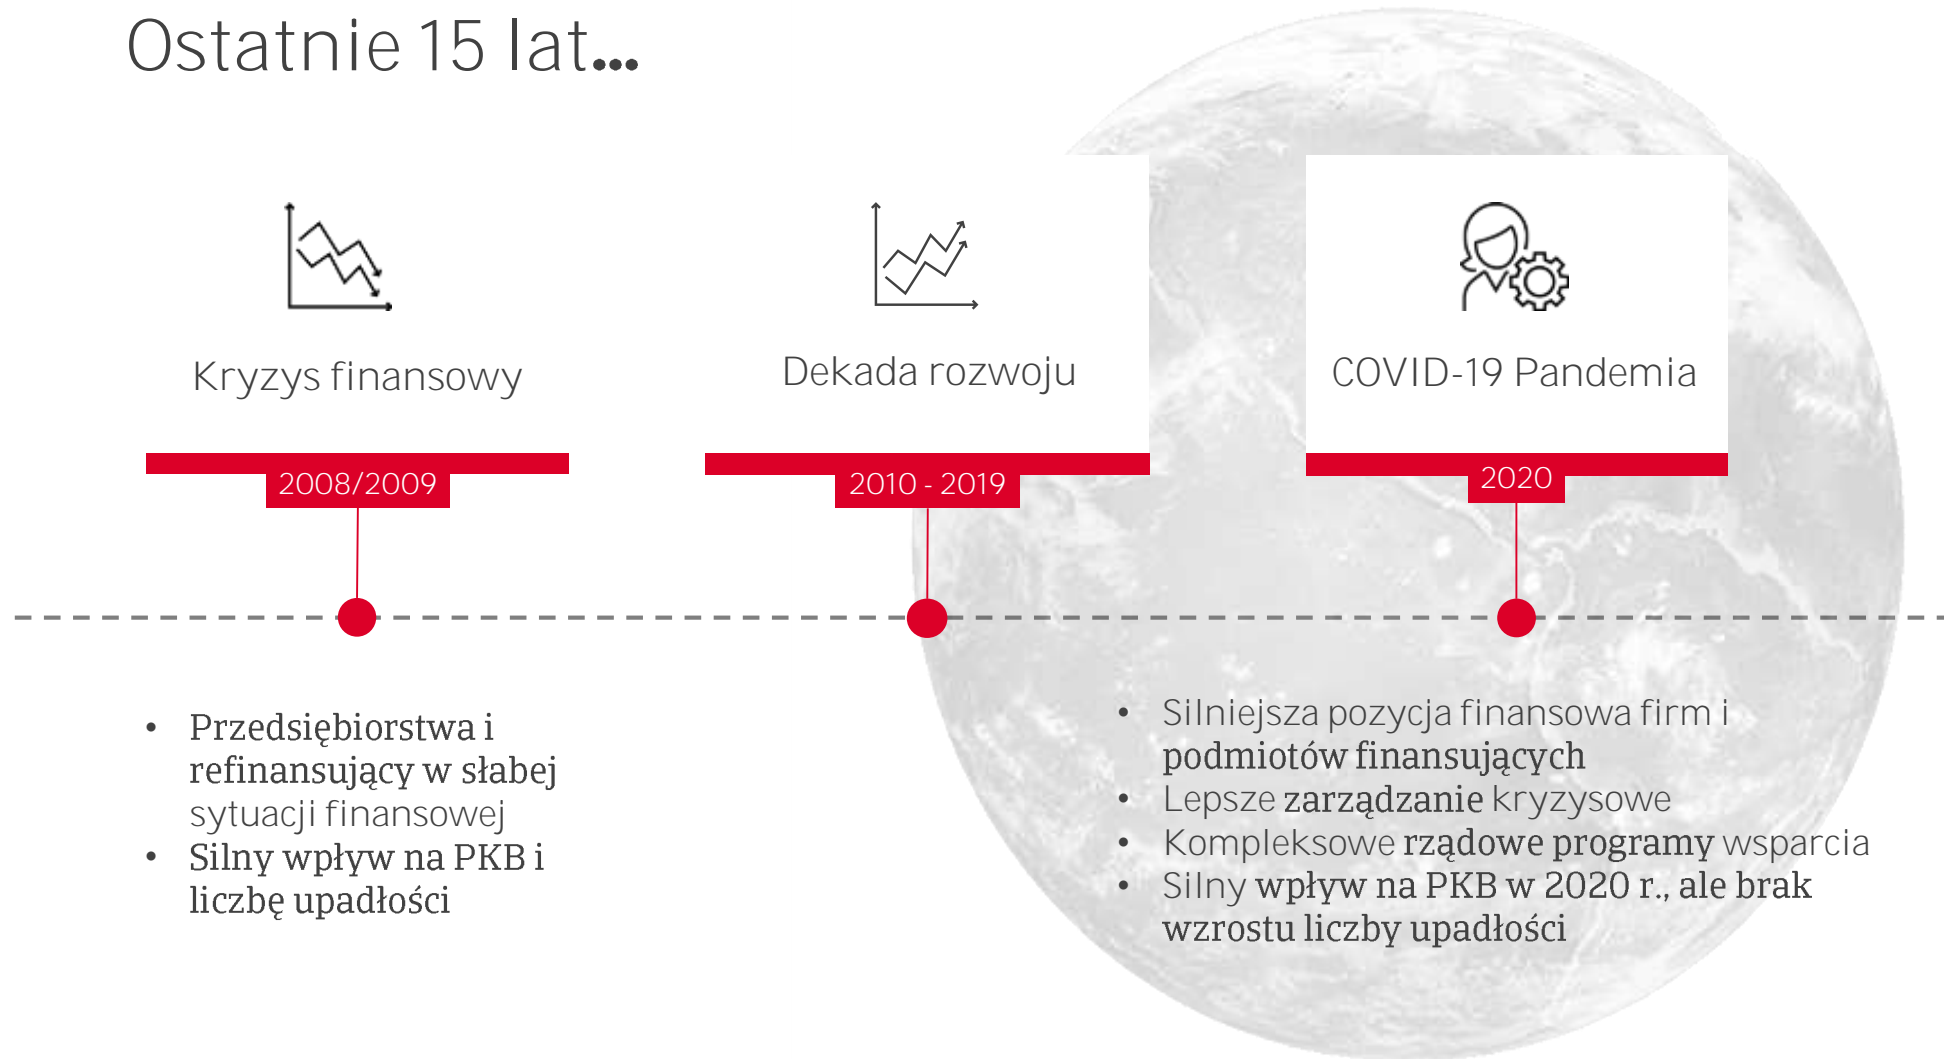 Ostatnie 15 lat...
Kryzys finansowy
2008/2009
Dekada rozwoju
2010 - 2019
COVID-19 Pandemia
2020
• Przedsiębiorstwa i
refinansujący w słabej
sytuacji finansowej
• Silny wpływ na PKB i
liczbę upadłości
• Silniejsza pozycja finansowa firm i
podmiotów finansujących
• Lepsze zarządzanie kryzysowe
• Kompleksowe rządowe programy wsparcia
• Silny wpływ na PKB w 2020 r., ale brak
wzrostu liczby upadłości